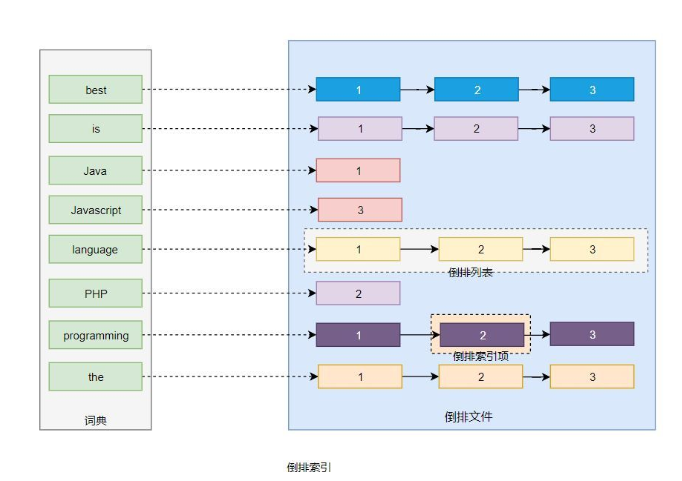 best 1 2 3
is 1 2 3
Java 1
Javascript 3
language 1 2 3
倒排列表
PHP 2
programming 1 2 3
倒排索引项
the 1 2 3
词典
倒排文件
倒排索引